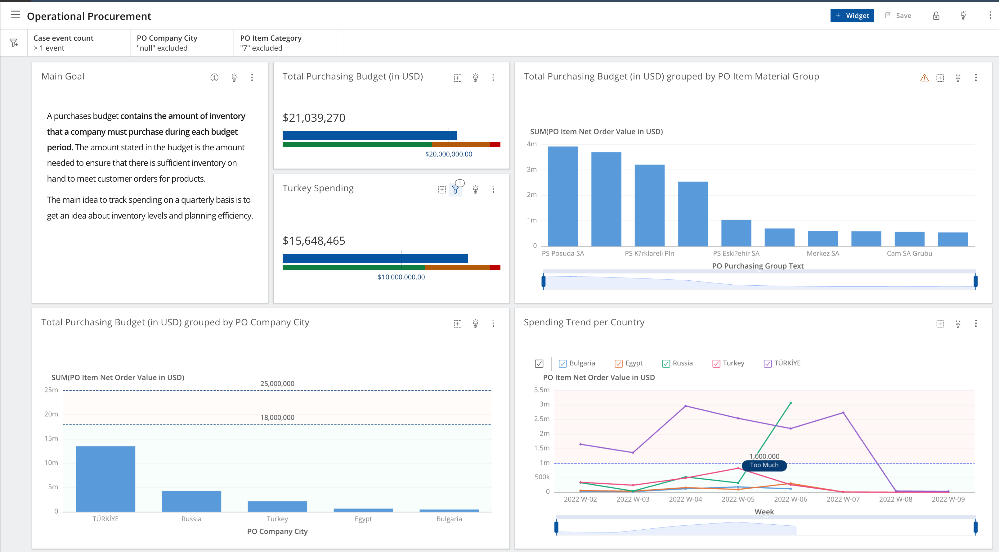 Operational Procurement
+ Widget
Save
Case event count
> 1 event
PO Company City
"null" excluded
PO Item Category
"7" excluded
Main Goal
A purchases budget contains the amount of inventory
that a company must purchase during each budget
period. The amount stated in the budget is the amount
needed to ensure that there is sufficient inventory on
hand to meet customer orders for products.
The main idea to track spending on a quarterly basis is to
get an idea about inventory levels and planning efficiency.
Total Purchasing Budget (in USD)
$21,039,270
$20,000,000.00
Turkey Spending
1
$15,648,465
$10,000,000.00
Total Purchasing Budget (in USD) grouped by PO Item Material Group
SUM(PO Item Net Order Value in USD)
4m
3m
2m
1m
0
PS Posuda SA
PS K?rklareli Pln
PS Eski?ehir SA
Merkez SA
Cam SA Grubu
PO Purchasing Group Text
Total Purchasing Budget (in USD) grouped by PO Company City
SUM(PO Item Net Order Value in USD)
25,000,000
25m
20m
18,000,000
15m
10m
5m
0
TÜRKİYE
Russia
Turkey
Egypt
Bulgaria
PO Company City
Spending Trend per Country
Bulgaria
Egypt
Russia
Turkey
TÜRKİYE
PO Item Net Order Value in USD
3.5m
3m
2.5m
2m
1.5m
1,000,000
1m
Too Much
500k
0
2022 W-02
2022 W-03
2022 W-04
2022 W-05
2022 W-06
2022 W-07
2022 W-08
2022 W-09
Week